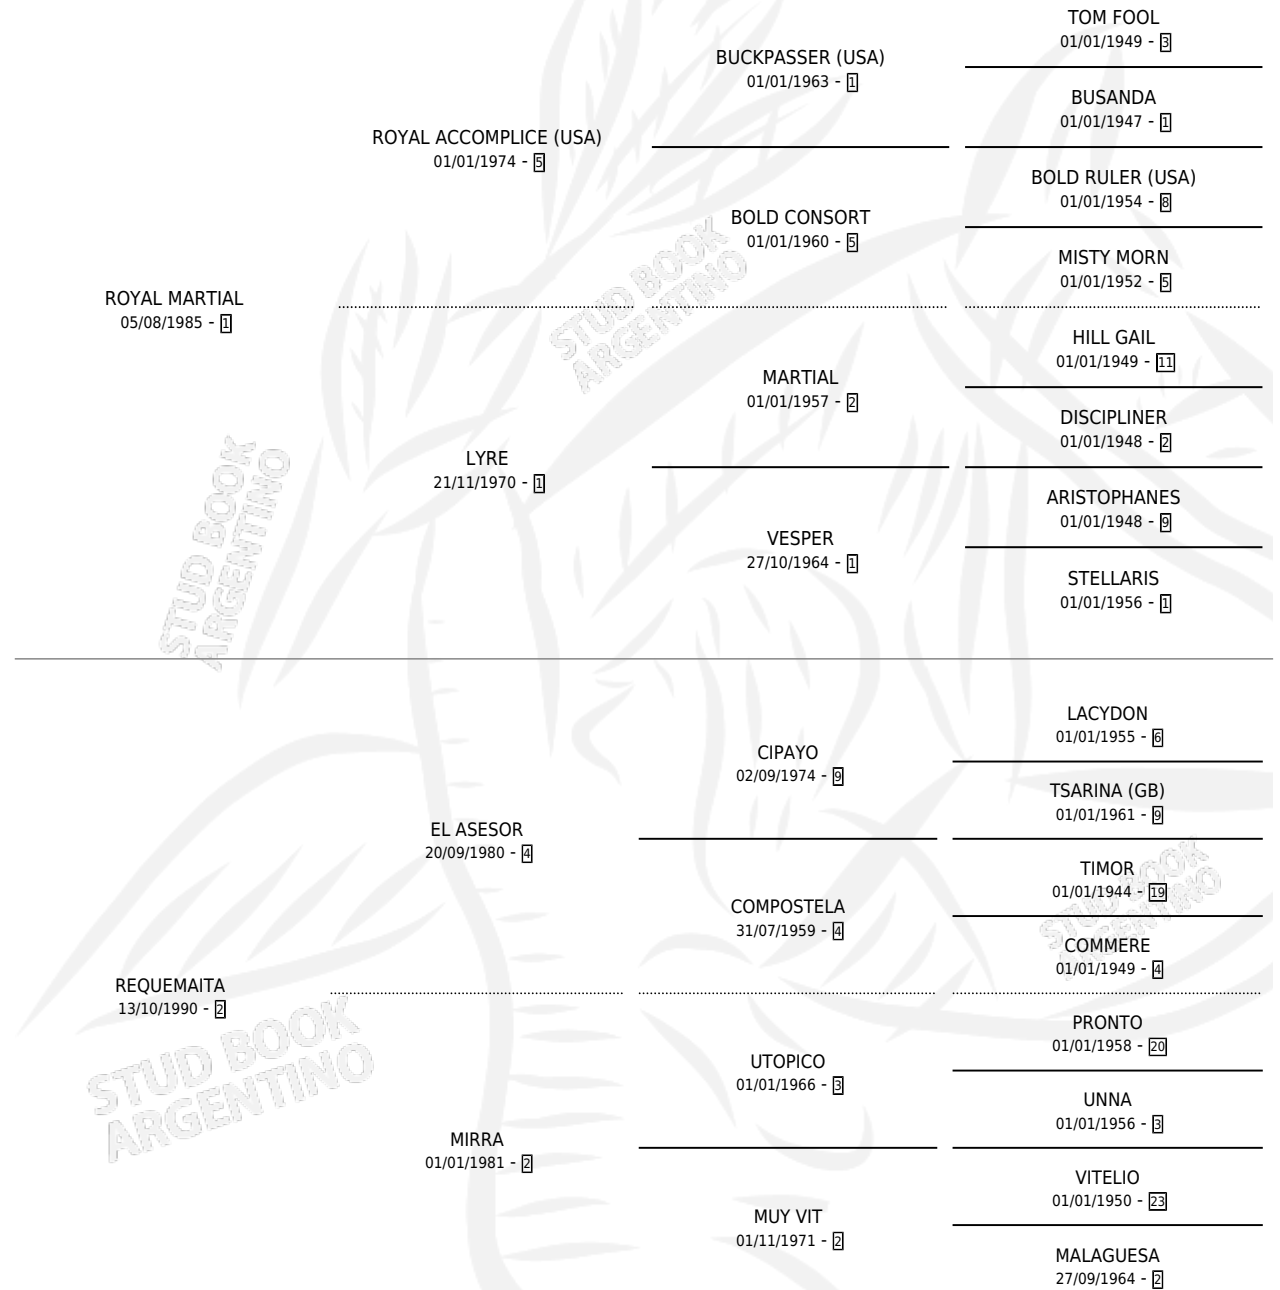 TOM FOOL
01/01/1949 - 3
BUCKPASSER (USA)
01/01/1963 - 1
BUSANDA
01/01/1947 - 1
ROYAL ACCOMPLICE (USA)
01/01/1974 - 5
BOLD RULER (USA)
01/01/1954 - 8
BOLD CONSORT
01/01/1960 - 5
MISTY MORN
01/01/1952 - 5
ROYAL MARTIAL
05/08/1985 - 1
HILL GAIL
01/01/1949 - 11
MARTIAL
01/01/1957 - 2
DISCIPLINER
01/01/1948 - 2
LYRE
21/11/1970 - 1
ARISTOPHANES
01/01/1948 - 9
VESPER
27/10/1964 - 1
STELLARIS
01/01/1956 - 1
LACYDON
01/01/1955 - 6
CIPAYO
02/09/1974 - 9
TSARINA (GB)
01/01/1961 - 9
EL ASESOR
20/09/1980 - 4
TIMOR
01/01/1944 - 19
COMPOSTELA
31/07/1959 - 4
COMMERE
01/01/1949 - 4
REQUEMAITA
13/10/1990 - 2
PRONTO
01/01/1958 - 20
UTOPICO
01/01/1966 - 3
UNNA
01/01/1956 - 3
MIRRA
01/01/1981 - 2
VITELIO
01/01/1950 - 23
MUY VIT
01/11/1971 - 2
MALAGUESA
27/09/1964 - 2
STUD BOOK
ARGENTINO
STUD BOOK
ARGENTINO
STUD BOOK
ARGENTINO
STUD BOOK
ARGENTINO